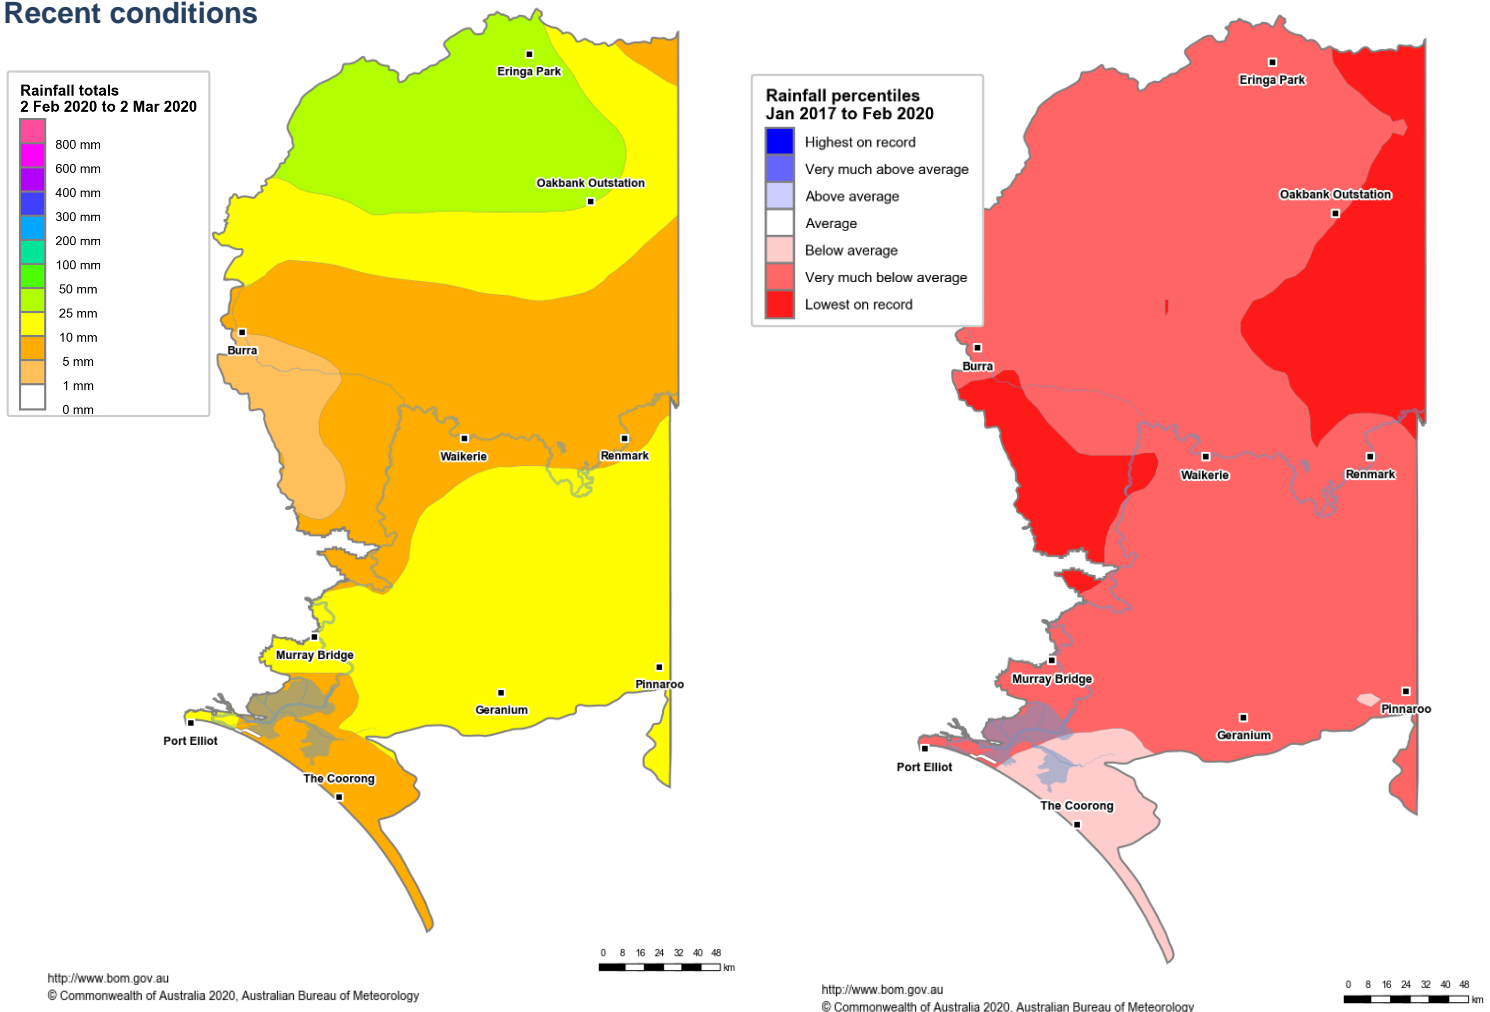 Recent conditions
Rainfall totals
2 Feb 2020 to 2 Mar 2020
800 mm
600 mm
400 mm
300 mm
200 mm
100 mm
50 mm
25 mm
10 mm
5 mm
1 mm
0 mm
Eringa Park
Oakbank Outstation
Burra
Waikerie
Renmark
Murray Bridge
Pinnaroo
Geranium
Port Elliot
The Coorong
0 8 16 24 32 40 48
km
http://www.bom.gov.au
© Commonwealth of Australia 2020, Australian Bureau of Meteorology
Rainfall percentiles
Jan 2017 to Feb 2020
Highest on record
Very much above average
Above average
Average
Below average
Very much below average
Lowest on record
Eringa Park
Oakbank Outstation
Burra
Waikerie
Renmark
Murray Bridge
Pinnaroo
Geranium
Port Elliot
The Coorong
0 8 16 24 32 40 48
km
http://www.bom.gov.au
© Commonwealth of Australia 2020, Australian Bureau of Meteorology